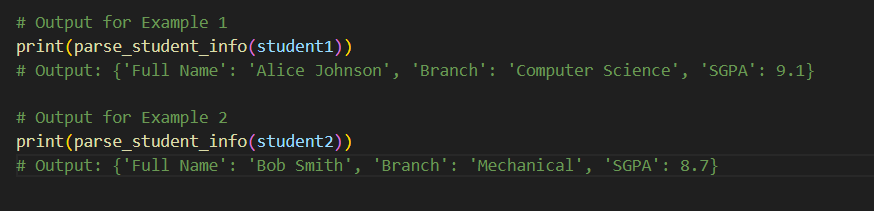 # Output for Example 1
print(parse_student_info(student1))
# Output: {'Full Name': 'Alice Johnson', 'Branch': 'Computer Science', 'SGPA': 9.1}
# Output for Example 2
print(parse_student_info(student2))
# Output: {'Full Name': 'Bob Smith', 'Branch': 'Mechanical', 'SGPA': 8.7}